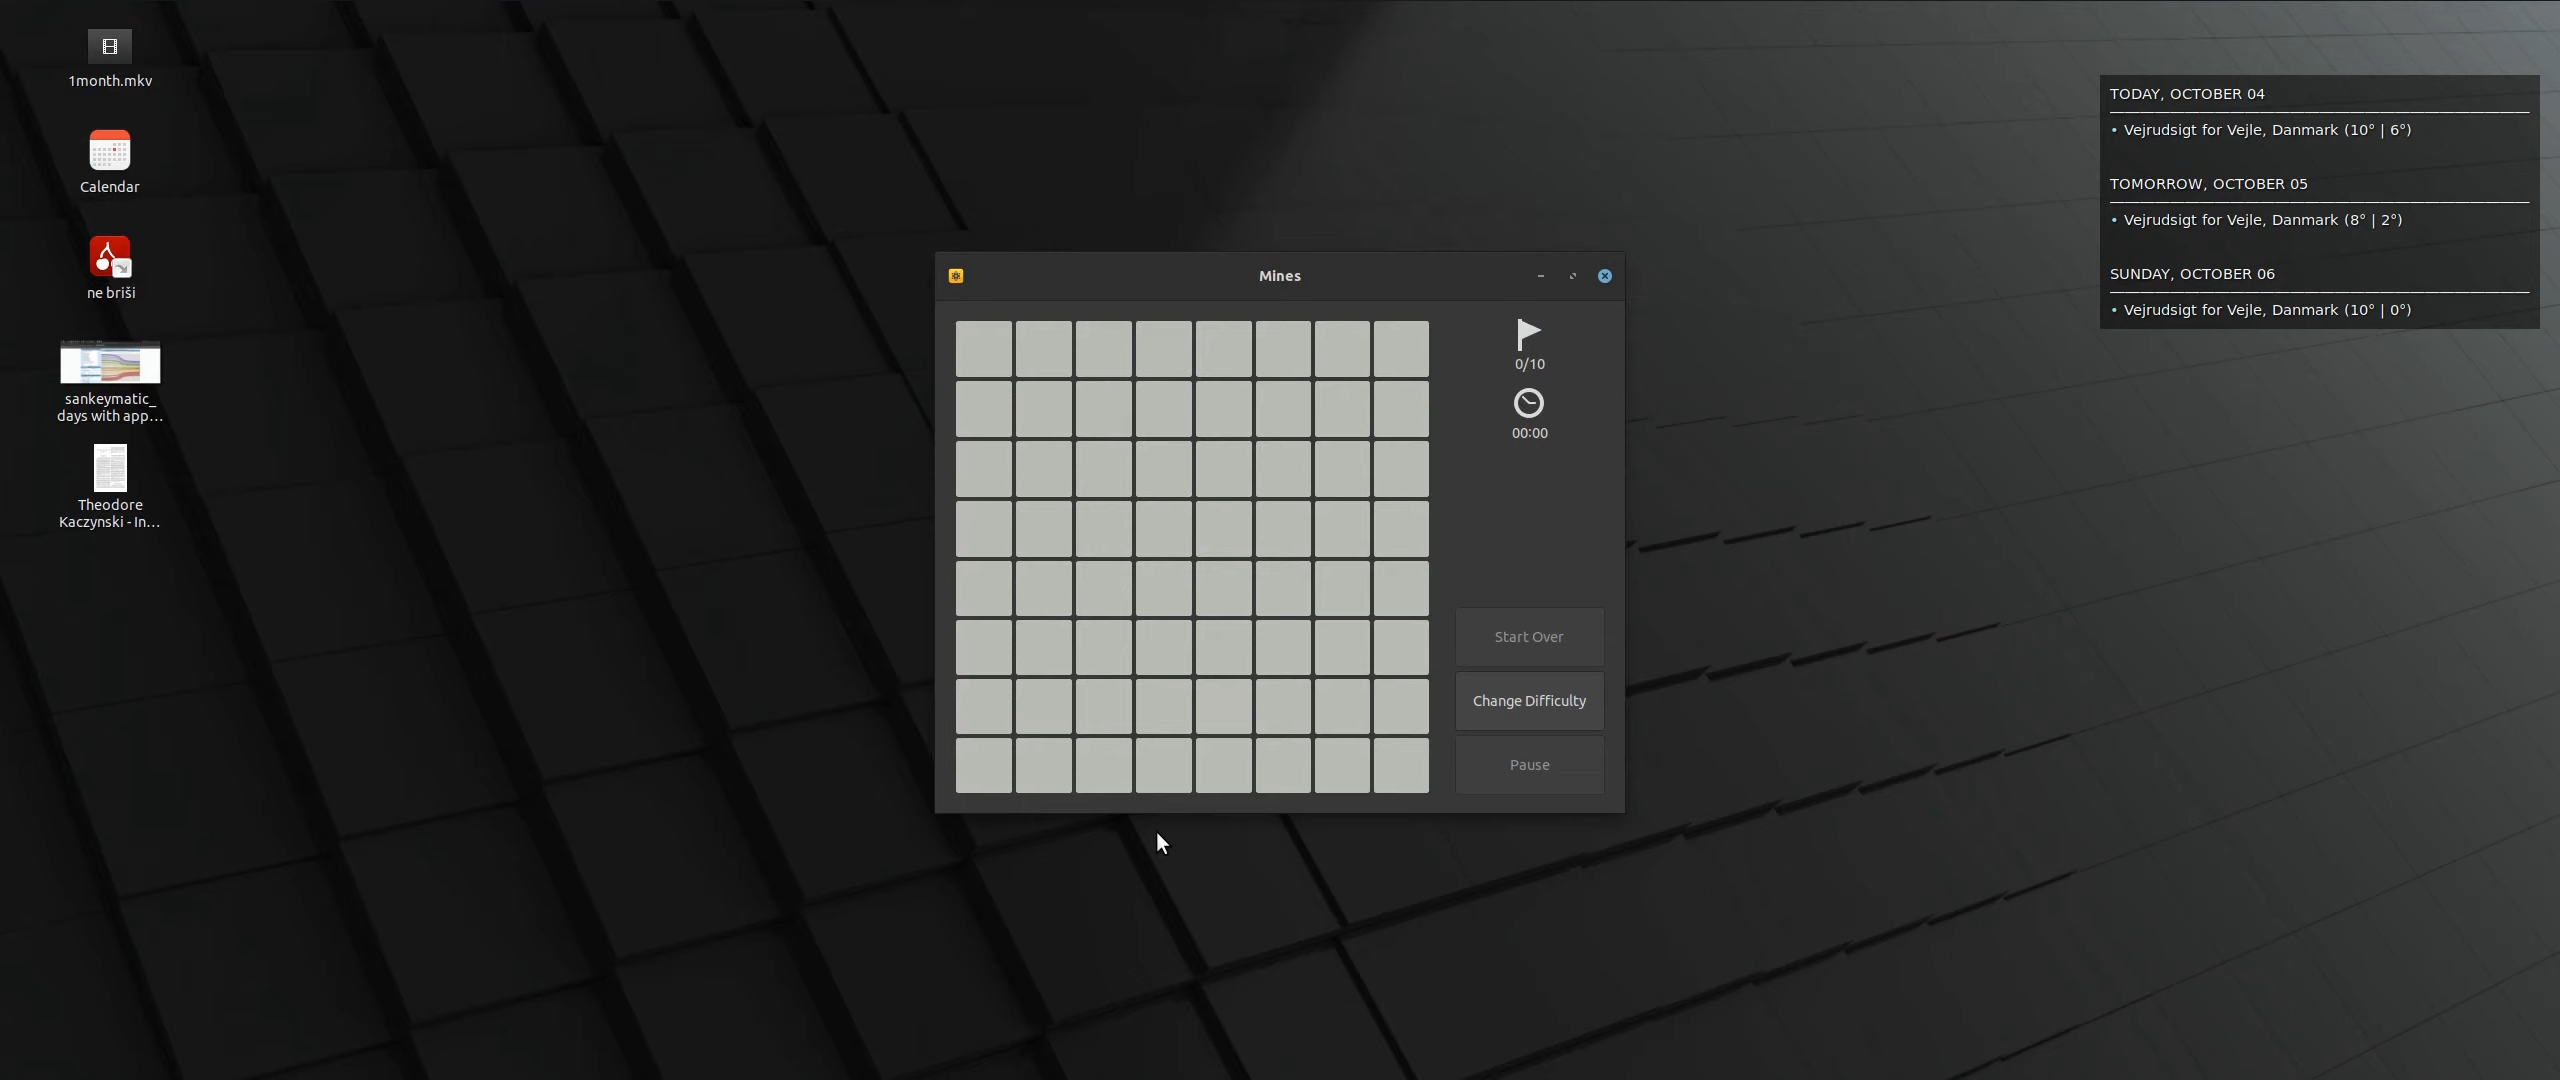 1month.mkv
Calendar
ne briši
sankeymatic_
days with app...
Theodore
Kaczynski - In...
Mines
0/10
00:00
Start Over
Change Difficulty
Pause
TODAY, OCTOBER 04
• Vejrudsigt for Vejle, Danmark (10° | 6°)
TOMORROW, OCTOBER 05
• Vejrudsigt for Vejle, Danmark (8° | 2°)
SUNDAY, OCTOBER 06
• Vejrudsigt for Vejle, Danmark (10° | 0°)